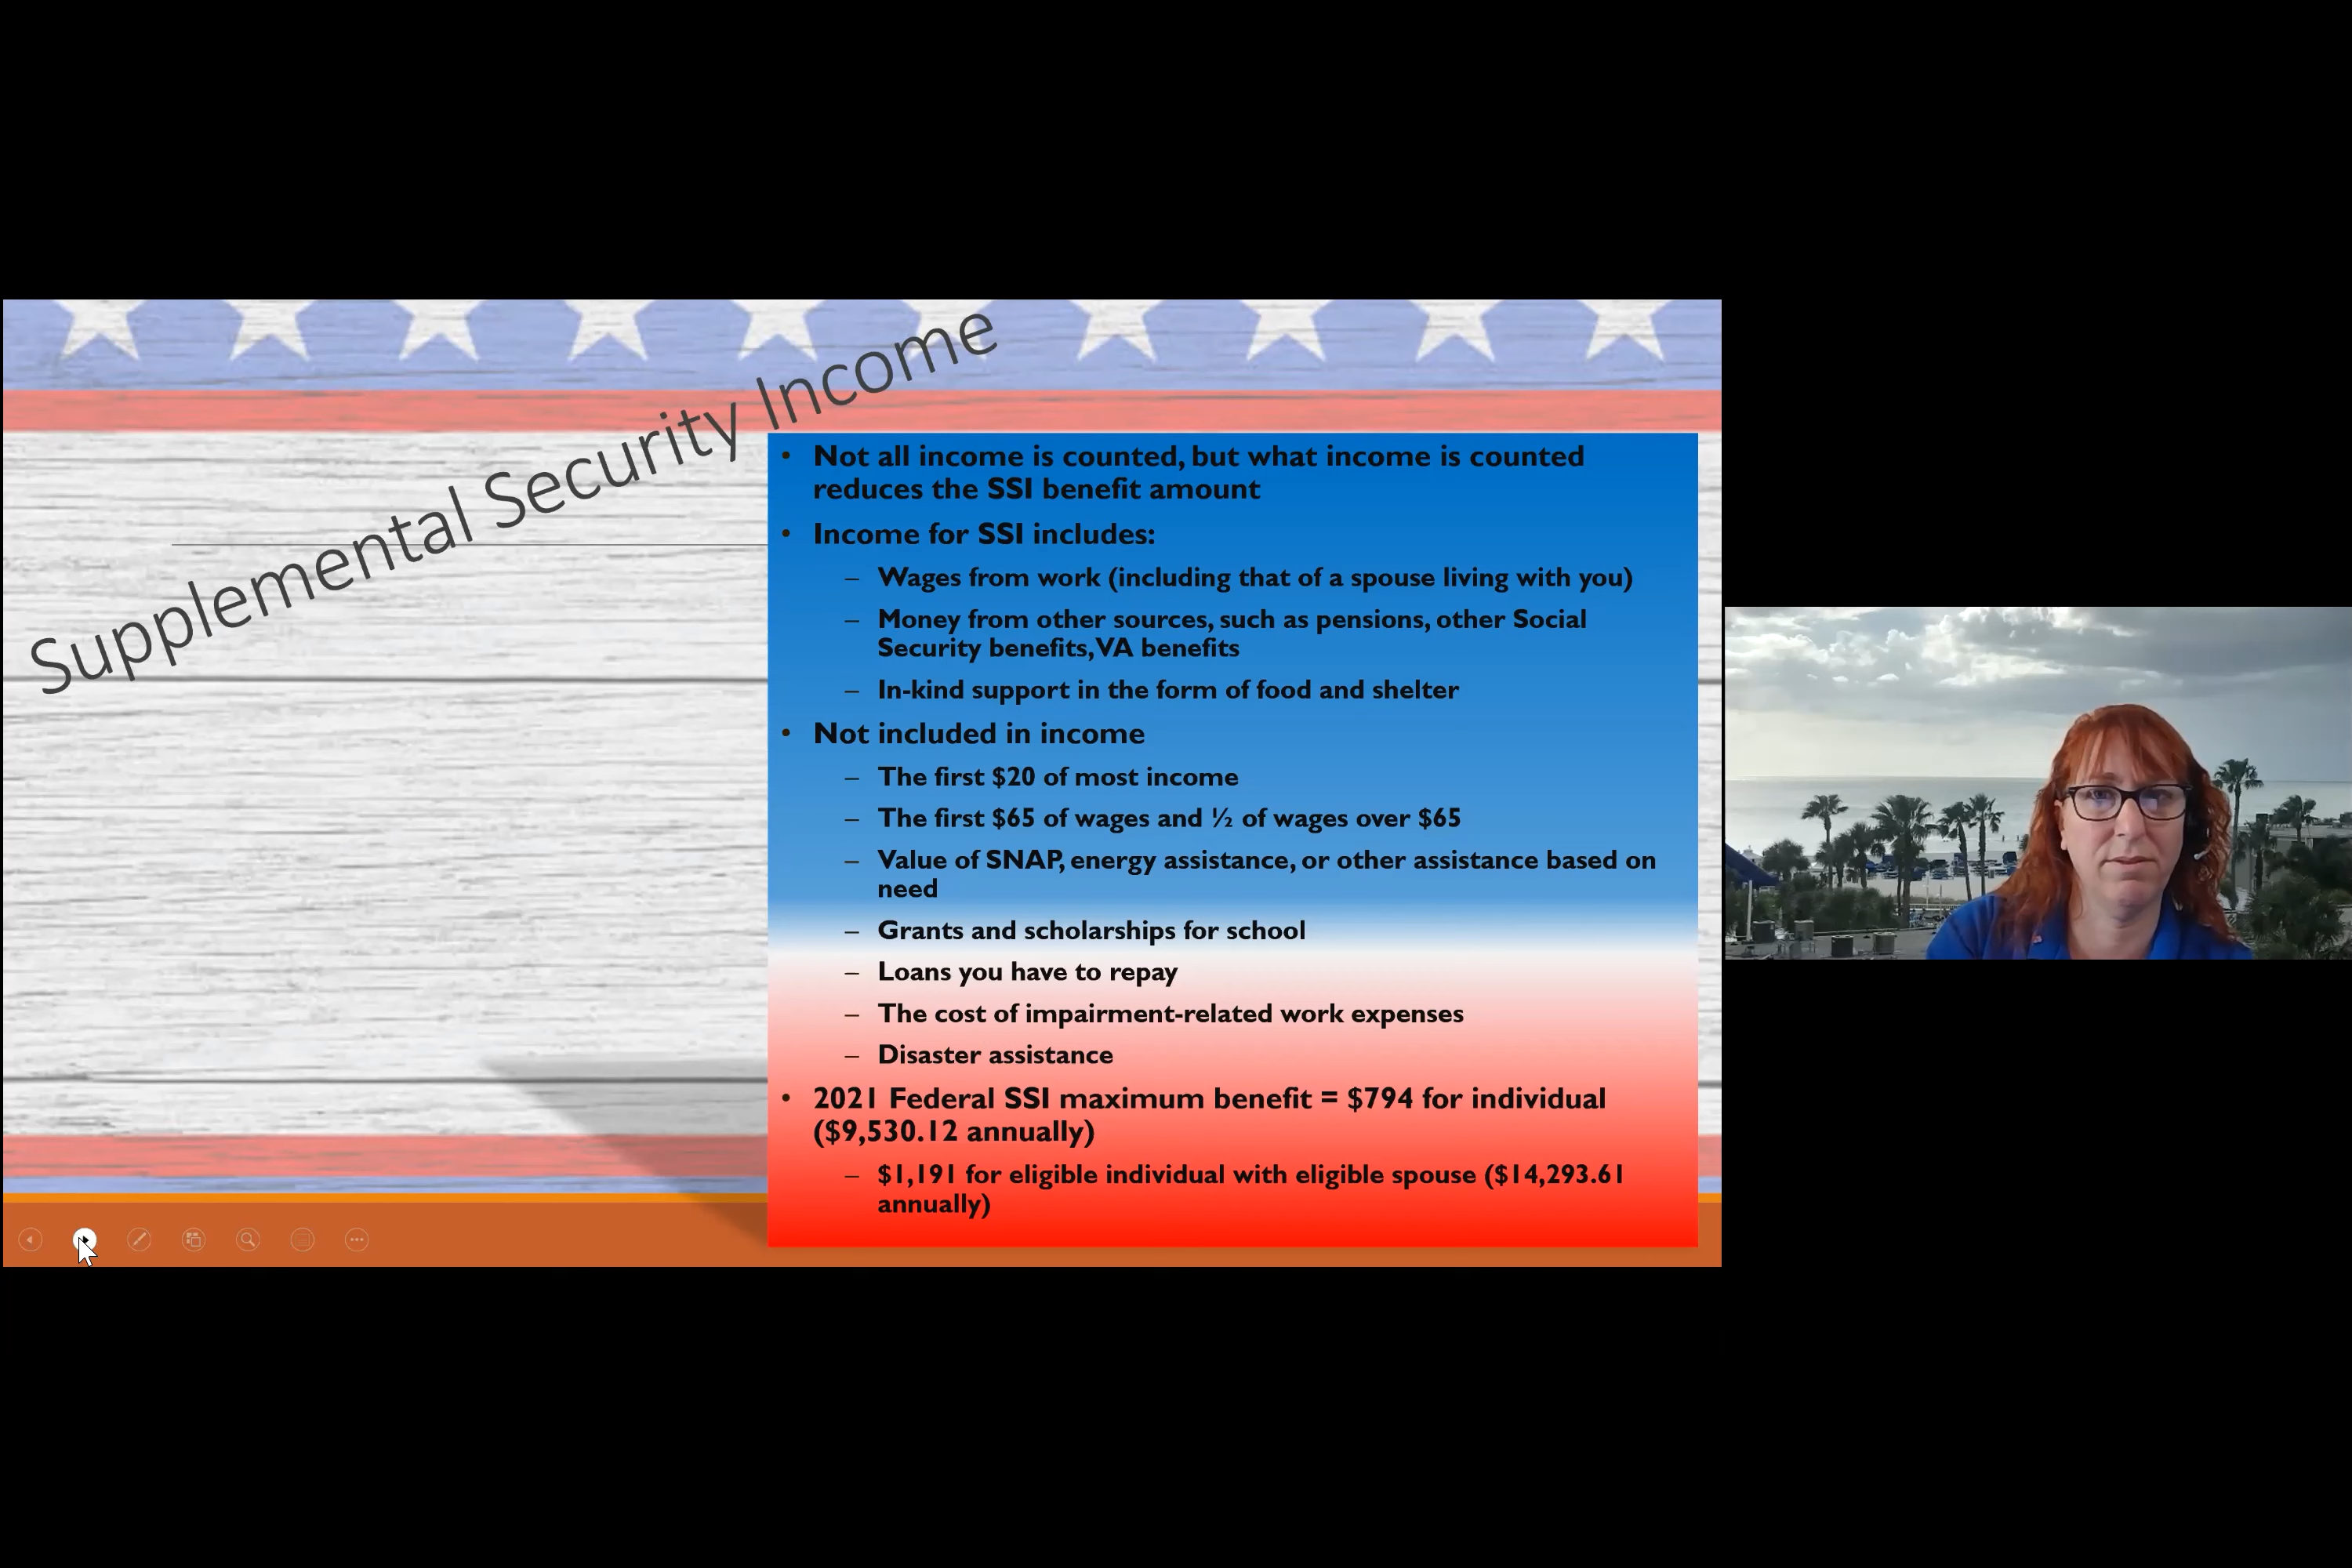 Supplemental Security Income
• Not all income is counted, but what income is counted
reduces the SSI benefit amount
• Income for SSI includes:
– Wages from work (including that of a spouse living with you)
– Money from other sources, such as pensions, other Social
Security benefits, VA benefits
– In-kind support in the form of food and shelter
• Not included in income
– The first $20 of most income
– The first $65 of wages and ½ of wages over $65
– Value of SNAP, energy assistance, or other assistance based on
need
– Grants and scholarships for school
– Loans you have to repay
– The cost of impairment-related work expenses
– Disaster assistance
• 2021 Federal SSI maximum benefit = $794 for individual
($9,530.12 annually)
– $1,191 for eligible individual with eligible spouse ($14,293.61
annually)